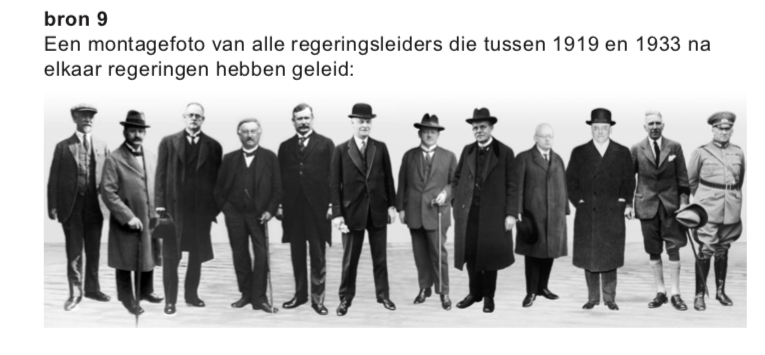 bron 9
Een montagefoto van alle regeringsleiders die tussen 1919 en 1933 na
elkaar regeringen hebben geleid: